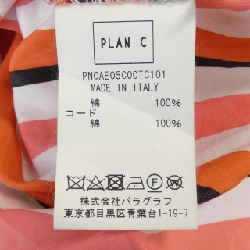 PLAN C
PNCAE0500CTC101
MADE IN ITALY
綿 100%
コード
綿 100%
株式会社パラグラフ
東京都目黒区青葉台1-19-7